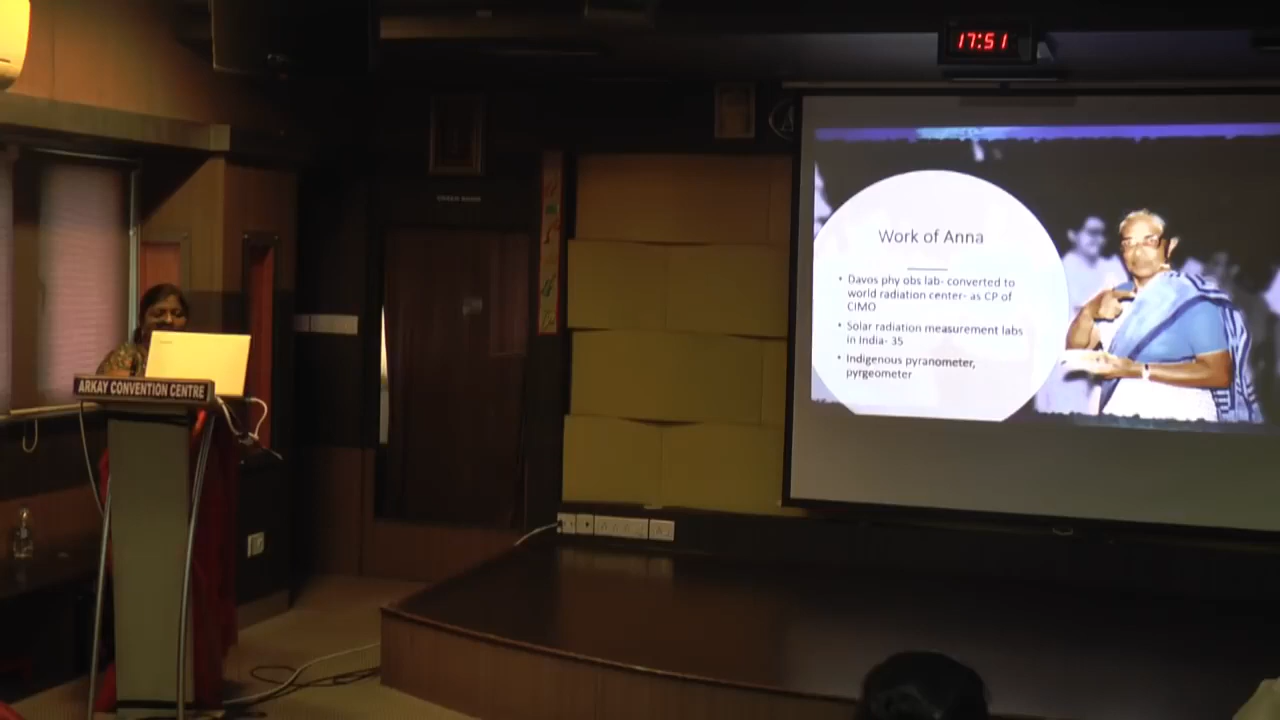 17:51
Work of Anna
• Davos phy obs lab- converted to
world radiation center- as CP of
CIMO
• Solar radiation measurement labs
in India- 35
• Indigenous pyranometer,
pyrgeometer
ARKAY CONVENTION CENTRE